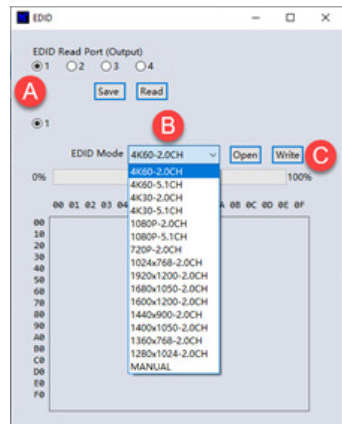 EDID
EDID Read Port (Output)
1 2 3 4
A
Save Read
1
B
EDID Mode 4K60-2.0CH Open Write C
0% 100%
4K60-2.0CH
4K60-5.1CH
4K30-2.0CH
4K30-5.1CH
1080P-2.0CH
1080P-5.1CH
720P-2.0CH
1024x768-2.0CH
1920x1200-2.0CH
1680x1050-2.0CH
1600x1200-2.0CH
1440x900-2.0CH
1400x1050-2.0CH
1360x768-2.0CH
1280x1024-2.0CH
MANUAL
00 01 02 03 04 0B 0C 0D 0E 0F
00
10
20
30
40
50
60
70
80
90
A0
B0
C0
D0
E0
F0